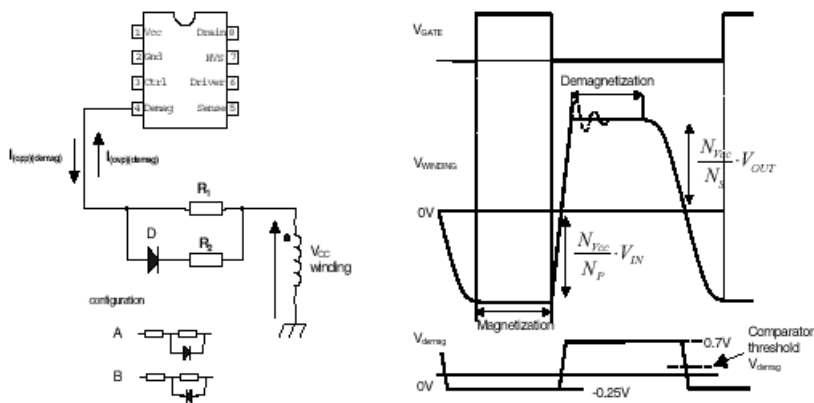 1 Vcc Drain 8
2 Gnd HVS 7
3 Ctrl Driver 6
4 Demag Sense 5
I(opp)(demag)
I(ovp)(demag)
R1
D
R2
VCC
winding
configuration
A
B
VGATE
Demagnetization
VWINDING
NVcc/NS · VOUT
0V
NVcc/NP · VIN
Magnetization
Vdemag
0.7V
Comparator
threshold
Vdemag
0V
-0.25V